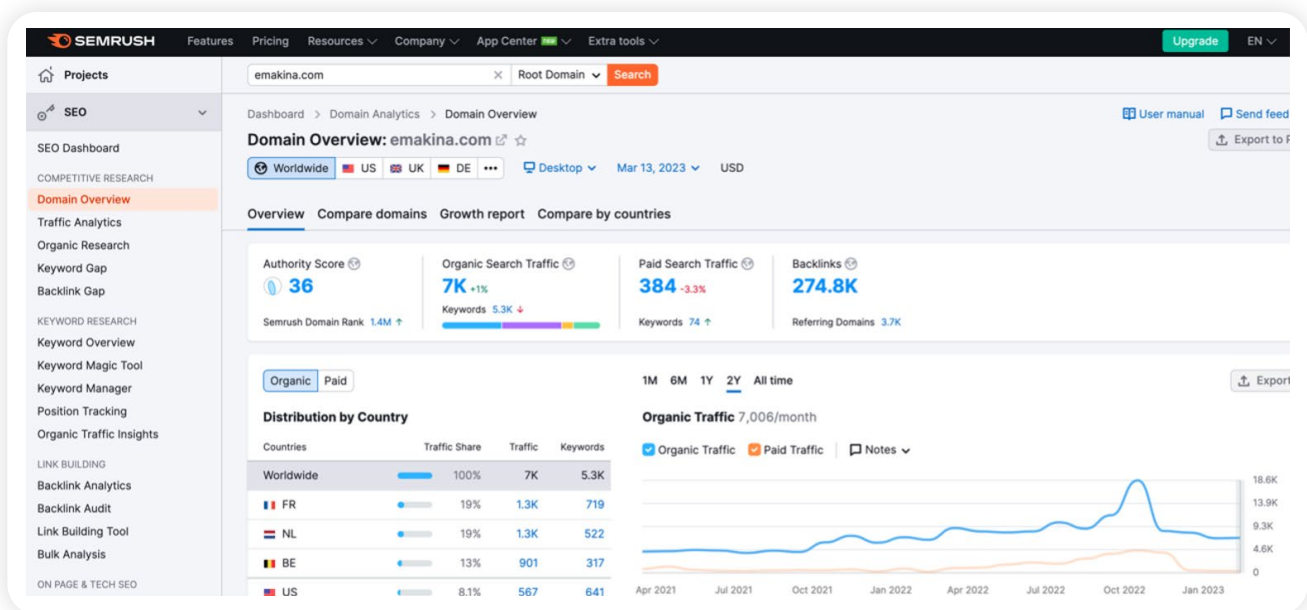 SEMRUSH Features Pricing Resources Company App Center NEW Extra tools Upgrade EN
Projects
emakina.com × Root Domain Search
SEO
Dashboard > Domain Analytics > Domain Overview User manual Send feed
Domain Overview: emakina.com Export to P
SEO Dashboard
Worldwide US UK DE ••• Desktop Mar 13, 2023 USD
COMPETITIVE RESEARCH
Domain Overview
Traffic Analytics
Organic Research
Keyword Gap
Backlink Gap
KEYWORD RESEARCH
Keyword Overview
Keyword Magic Tool
Keyword Manager
Position Tracking
Organic Traffic Insights
LINK BUILDING
Backlink Analytics
Backlink Audit
Link Building Tool
Bulk Analysis
ON PAGE & TECH SEO
Overview Compare domains Growth report Compare by countries
Authority Score Organic Search Traffic Paid Search Traffic Backlinks
36 7K +1% 384 -3.3% 274.8K
Keywords 5.3K ↓
Semrush Domain Rank 1.4M ↑ Keywords 74 ↑ Referring Domains 3.7K
Organic Paid
1M 6M 1Y 2Y All time Export
Distribution by Country
Organic Traffic 7,006/month
Countries Traffic Share Traffic Keywords
Organic Traffic Paid Traffic Notes
Worldwide 100% 7K 5.3K
FR 19% 1.3K 719
NL 19% 1.3K 522
BE 13% 901 317
US 8.1% 567 641
18.6K
13.9K
9.3K
4.6K
0
Apr 2021 Jul 2021 Oct 2021 Jan 2022 Apr 2022 Jul 2022 Oct 2022 Jan 2023